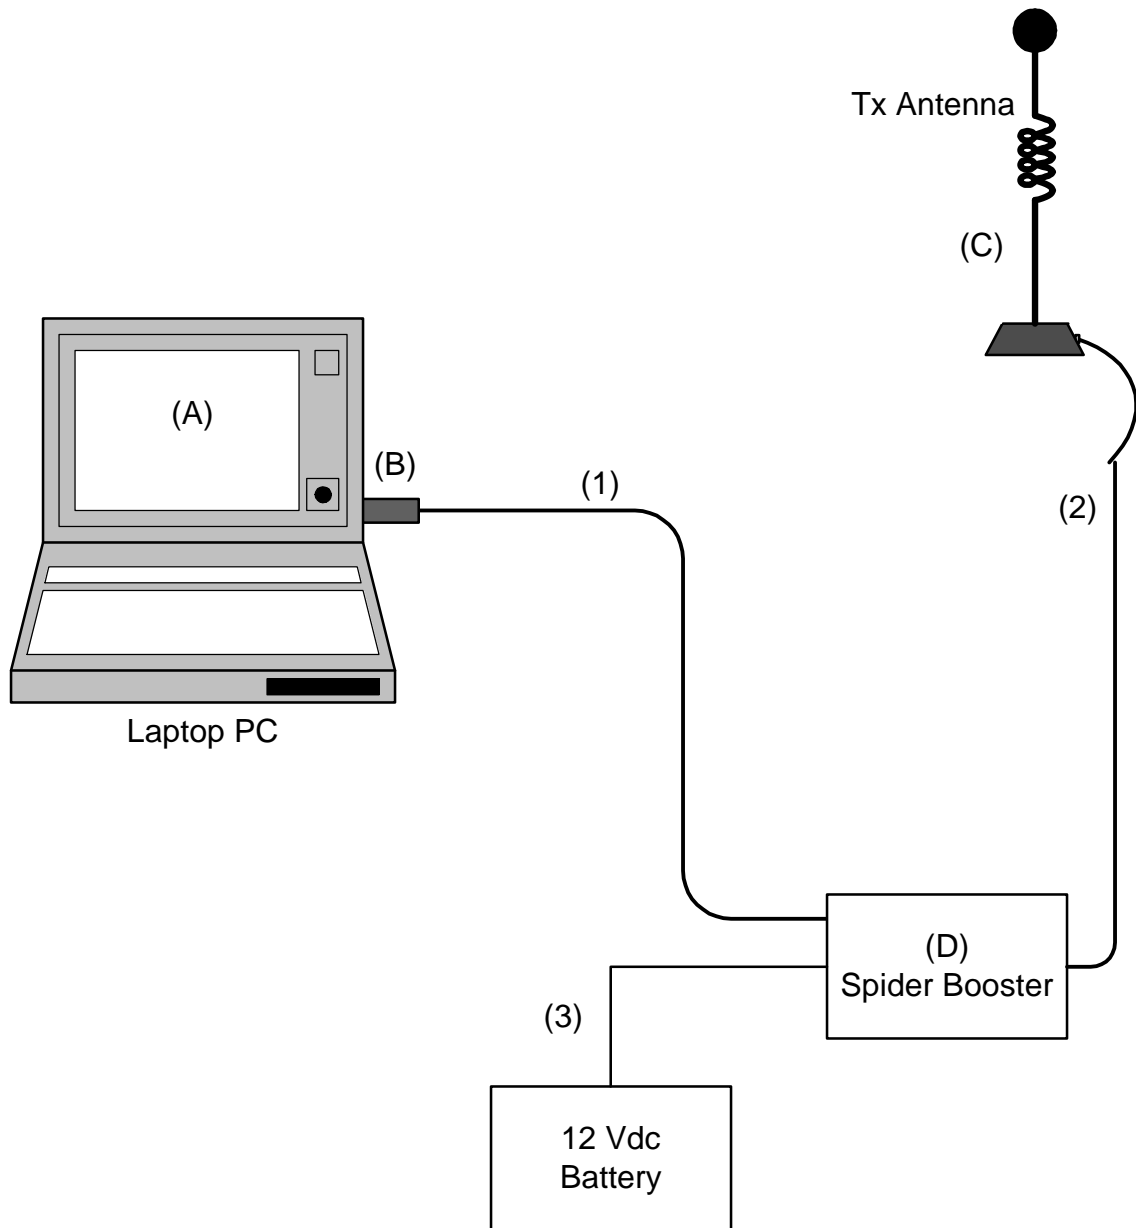 Tx Antenna
(C)
(A)
(B)
(1)
(2)
Laptop PC
(D)
Spider Booster
(3)
12 Vdc
Battery